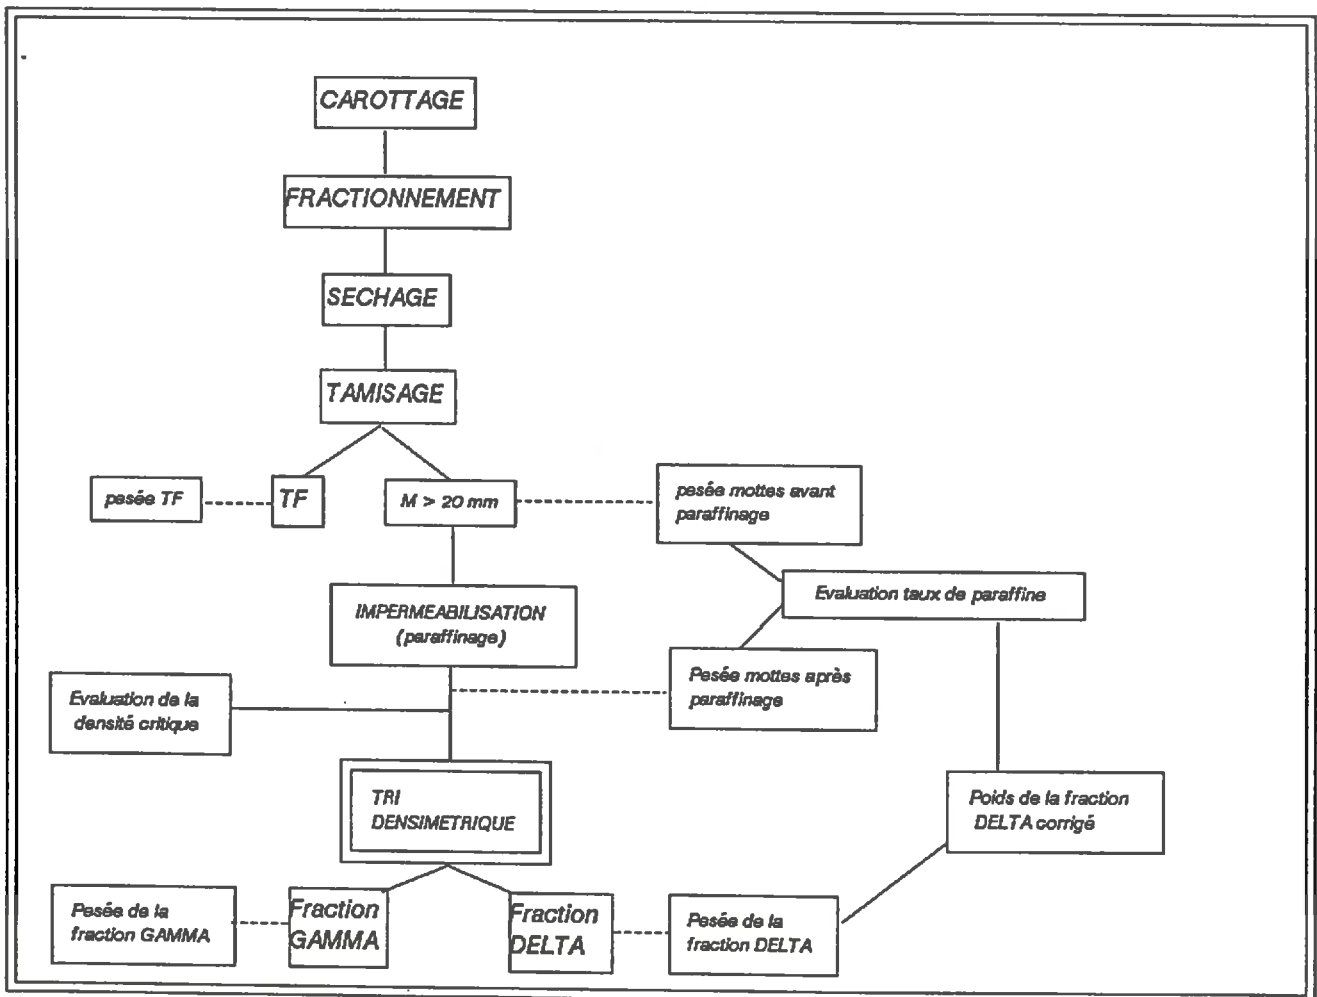 CAROTTAGE
FRACTIONNEMENT
SECHAGE
TAMISAGE
pesée TF
TF
M > 20 mm
pesée mottes avant
paraffinage
Evaluation taux de paraffine
IMPERMEABILISATION
(paraffinage)
Pesée mottes après
paraffinage
Evaluation de la
densité critique
TRI
DENSIMETRIQUE
Poids de la fraction
DELTA corrigé
Pesée de la
fraction GAMMA
Fraction
GAMMA
Fraction
DELTA
Pesée de la
fraction DELTA